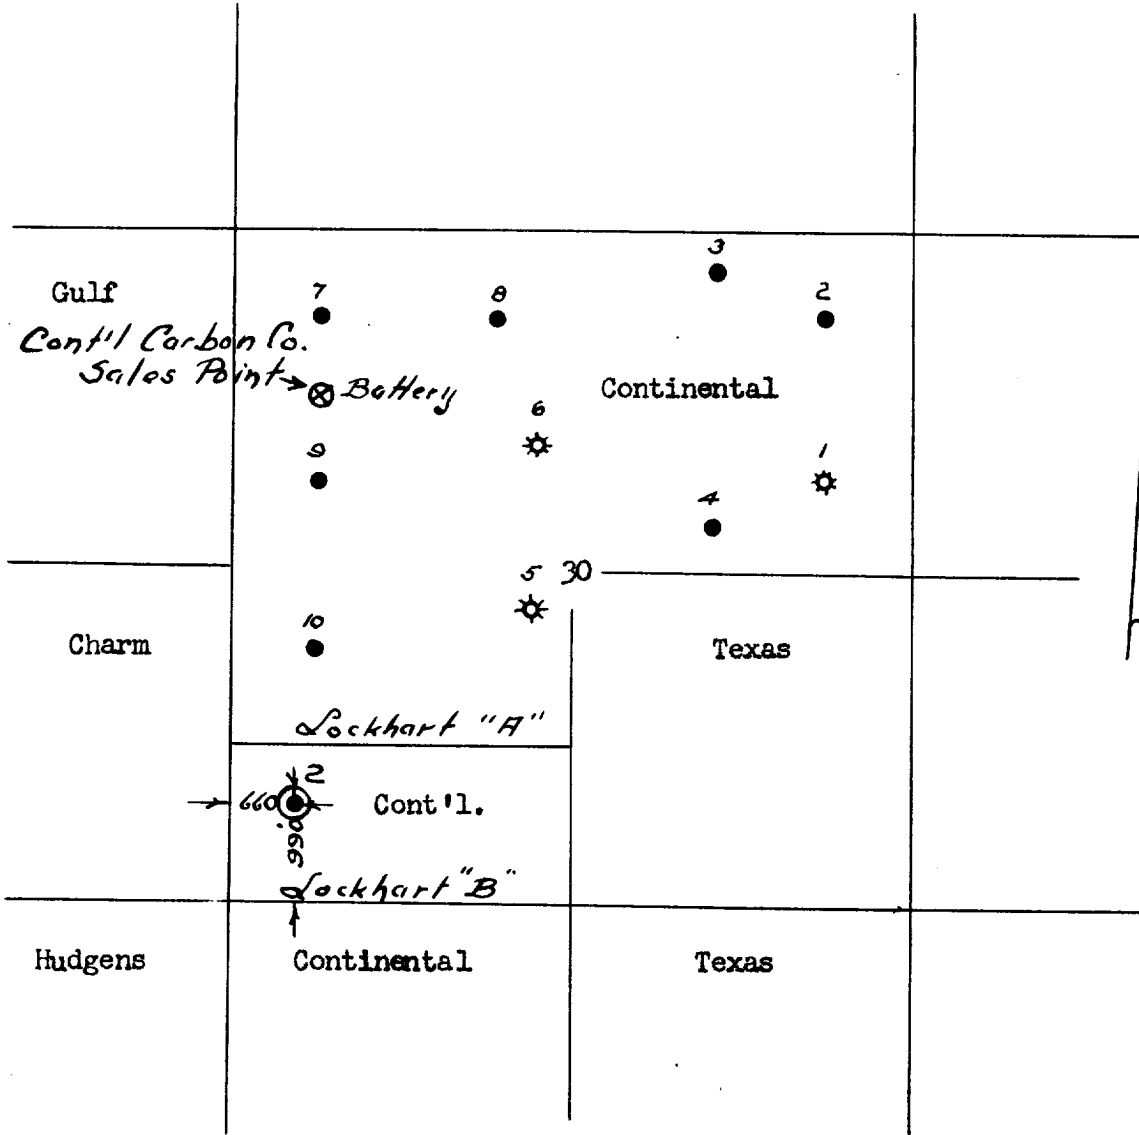 3
Gulf
7
8
2
Cont'l Carbon Co.
Sales Point
Battery
Continental
6
9
1
4
5
30
10
Charm
Texas
Lockhart "A"
2
660
Cont'l.
990'
Lockhart "B"
Hudgens
Continental
Texas